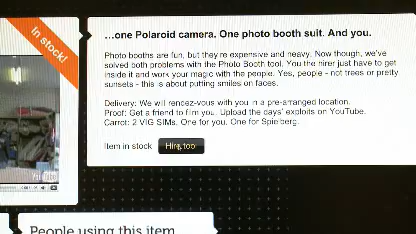 In stock!
...one Polaroid camera. One photo booth suit. And you.
Photo booths are fun, but they're expensive and heavy. Now though, we've
solved both problems with the Photo Booth tool. You the hirer just have to get
inside it and work your magic with the people. Yes, people - not trees or pretty
sunsets - this is about putting smiles on faces.
Delivery: We will rendez-vous with you in a pre-arranged location.
Proof: Get a friend to film you. Upload the days' exploits on YouTube.
Carrot: 2 VIG SIMs. One for you. One for Spielberg.
Item in stock
Hire too
People using this item